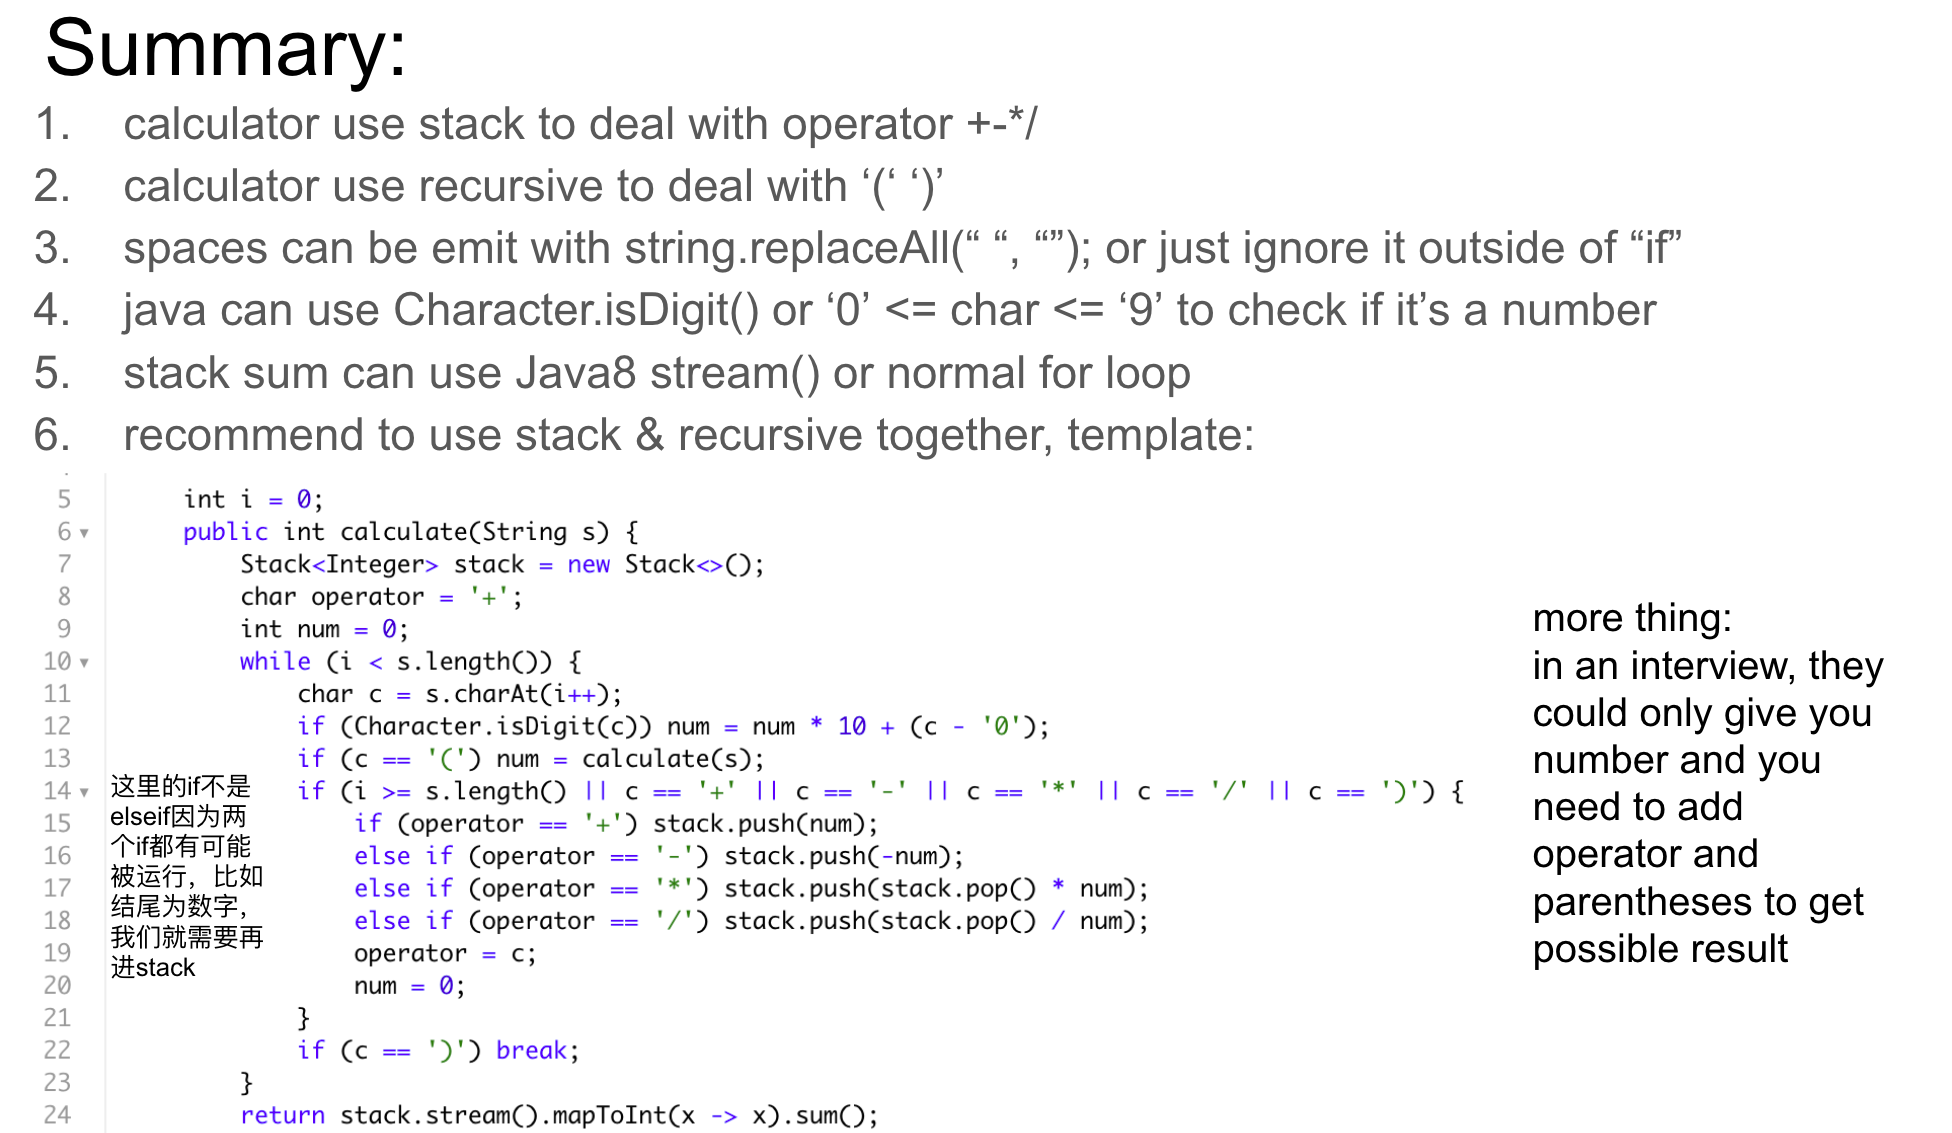 Summary:
1. calculator use stack to deal with operator +-*/
2. calculator use recursive to deal with ‘(‘ ‘)’
3. spaces can be emit with string.replaceAll(“ “, “”); or just ignore it outside of “if”
4. java can use Character.isDigit() or ‘0’ <= char <= ‘9’ to check if it’s a number
5. stack sum can use Java8 stream() or normal for loop
6. recommend to use stack & recursive together, template:
5 int i = 0;
6 public int calculate(String s) {
7 Stack<Integer> stack = new Stack<>();
8 char operator = '+';
9 int num = 0;
10 while (i < s.length()) {
11 char c = s.charAt(i++);
12 if (Character.isDigit(c)) num = num * 10 + (c - '0');
13 if (c == '(') num = calculate(s);
14 if (i >= s.length() || c == '+' || c == '-' || c == '*' || c == '/' || c == ')') {
15 if (operator == '+') stack.push(num);
16 else if (operator == '-') stack.push(-num);
17 else if (operator == '*') stack.push(stack.pop() * num);
18 else if (operator == '/') stack.push(stack.pop() / num);
19 operator = c;
20 num = 0;
21 }
22 if (c == ')') break;
23 }
24 return stack.stream().mapToInt(x -> x).sum();
这里的if不是
elseif因为两
个if都有可能
被运行，比如
结尾为数字，
我们就需要再
进stack
more thing:
in an interview, they
could only give you
number and you
need to add
operator and
parentheses to get
possible result